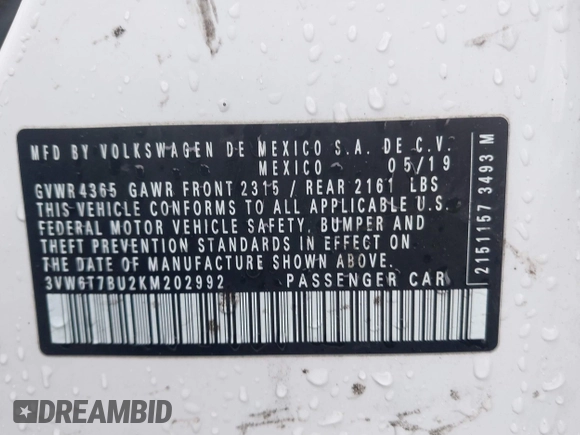 MFD BY VOLKSWAGEN DE MEXICO S.A. DE C.V.
MEXICO 05/19
GVWR 4365 GAWR FRONT 2315 / REAR 2161 LBS
THIS VEHICLE CONFORMS TO ALL APPLICABLE U.S.
FEDERAL MOTOR VEHICLE SAFETY, BUMPER AND
THEFT PREVENTION STANDARDS IN EFFECT ON
THE DATE OF MANUFACTURE SHOWN ABOVE.
3VW6T7BU2KM202992 PASSENGER CAR
21511157 3493 M
DREAMBID